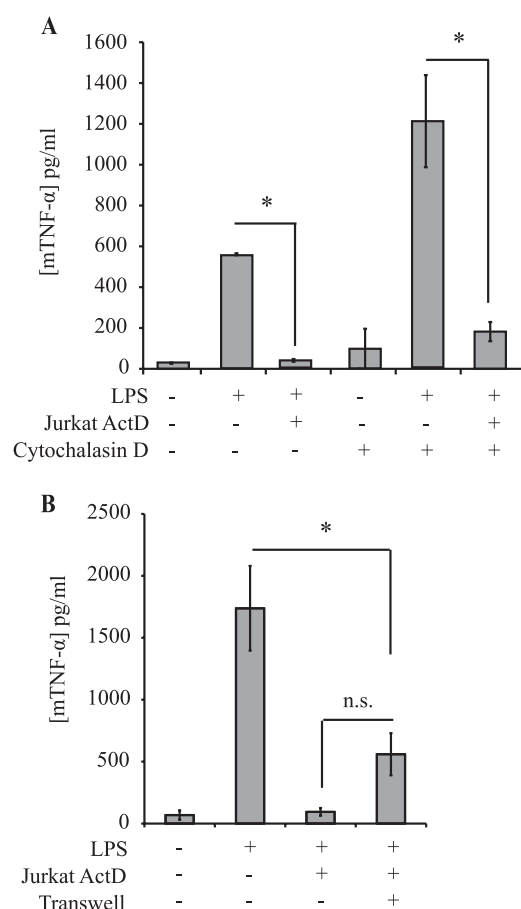 A
1600
*
1400
1200
1000
[mTNF-α] pg/ml
800
*
600
400
200
0
LPS - + + - + +
Jurkat ActD - - + - - +
Cytochalasin D - - - + + +
B
2500
*
2000
[mTNF-α] pg/ml
1500
1000
n.s.
500
0
LPS - + + +
Jurkat ActD - - + +
Transwell - - - +